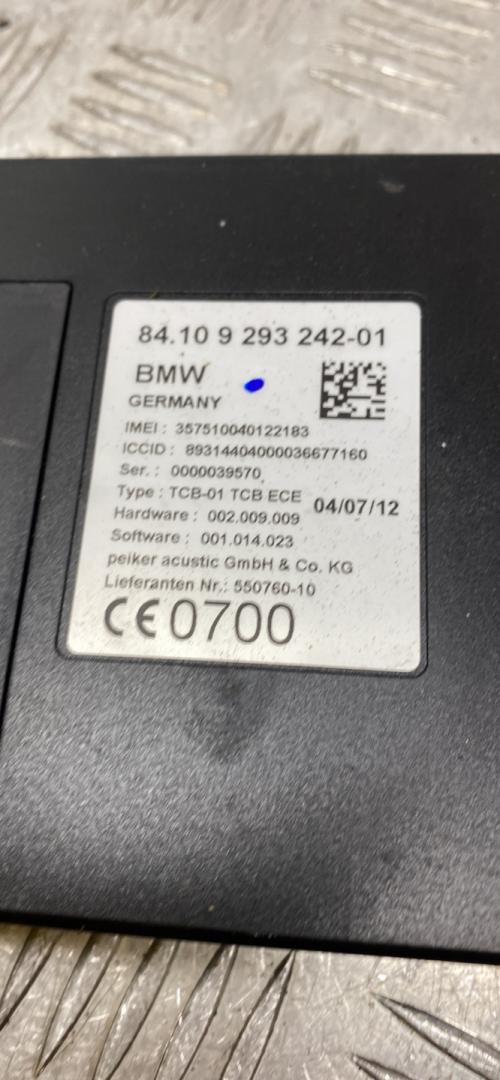 84.10 9 293 242-01
BMW
GERMANY
IMEI : 357510040122183
ICCID : 89314404000036677160
Ser. : 0000039570
Type : TCB-01 TCB ECE
04/07/12
Hardware : 002.009.009
Software : 001.014.023
peiker acustic GmbH & Co. KG
Lieferanten Nr.: 550760-10
CE 0700